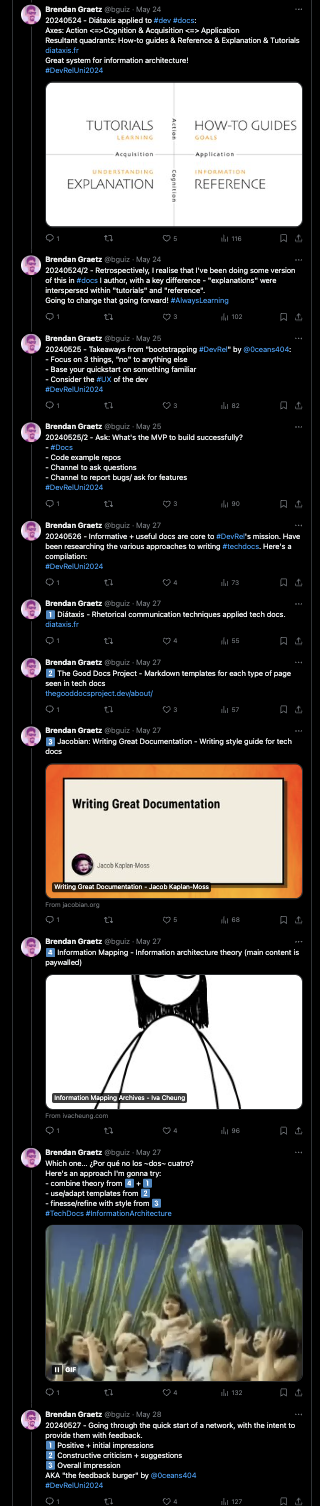 Brendan Graetz @bguiz · May 24
20240524 - Diátaxis applied to #dev #docs:
Axes: Action <=>Cognition & Acquisition <=> Application
Resultant quadrants: How-to guides & Reference & Explanation & Tutorials
diataxis.fr
Great system for information architecture!
#DevRelUni2024
TUTORIALS
LEARNING
Action
HOW-TO GUIDES
GOALS
Acquisition
Application
UNDERSTANDING
EXPLANATION
Cognition
INFORMATION
REFERENCE
1 5 116
Brendan Graetz @bguiz · May 24
20240524/2 - Retrospectively, I realise that I've been doing some version
of this in #docs I author, with a key difference - "explanations" were
interspersed within "tutorials" and "reference".
Going to change that going forward! #AlwaysLearning
1 3 102
Brendan Graetz @bguiz · May 25
20240525 - Takeaways from "bootstrapping #DevRel" by @0ceans404:
- Focus on 3 things, "no" to anything else
- Base your quickstart on something familiar
- Consider the #UX of the dev
#DevRelUni2024
1 3 82
Brendan Graetz @bguiz · May 25
20240525/2 - Ask: What's the MVP to build successfully?
- #Docs
- Code example repos
- Channel to ask questions
- Channel to report bugs/ ask for features
#DevRelUni2024
1 3 90
Brendan Graetz @bguiz · May 27
20240526 - Informative + useful docs are core to #DevRel's mission. Have
been researching the various approaches to writing #techdocs. Here's a
compilation:
#DevRelUni2024
1 4 73
Brendan Graetz @bguiz · May 27
1 Diátaxis - Rhetorical communication techniques applied tech docs.
diataxis.fr
1 4 55
Brendan Graetz @bguiz · May 27
2 The Good Docs Project - Markdown templates for each type of page
seen in tech docs
thegooddocsproject.dev/about/
1 3 57
Brendan Graetz @bguiz · May 27
3 Jacobian: Writing Great Documentation - Writing style guide for tech
docs
Writing Great Documentation
Jacob Kaplan-Moss
Writing Great Documentation - Jacob Kaplan-Moss
From jacobian.org
1 5 68
Brendan Graetz @bguiz · May 27
4 Information Mapping - Information architecture theory (main content is
paywalled)
Information Mapping Archives - Iva Cheung
From ivacheung.com
1 4 96
Brendan Graetz @bguiz · May 27
Which one... ¿Por qué no los ~dos~ cuatro?
Here's an approach I'm gonna try:
- combine theory from 4 + 1
- use/adapt templates from 2
- finesse/refine with style from 3
#TechDocs #InformationArchitecture
GIF
1 4 132
Brendan Graetz @bguiz · May 28
20240527 - Going through the quick start of a network, with the intent to
provide them with feedback.
1 Positive + initial impressions
2 Constructive criticism + suggestions
3 Overall impression
AKA "the feedback burger" by @0ceans404
#DevRelUni2024
1 4 127